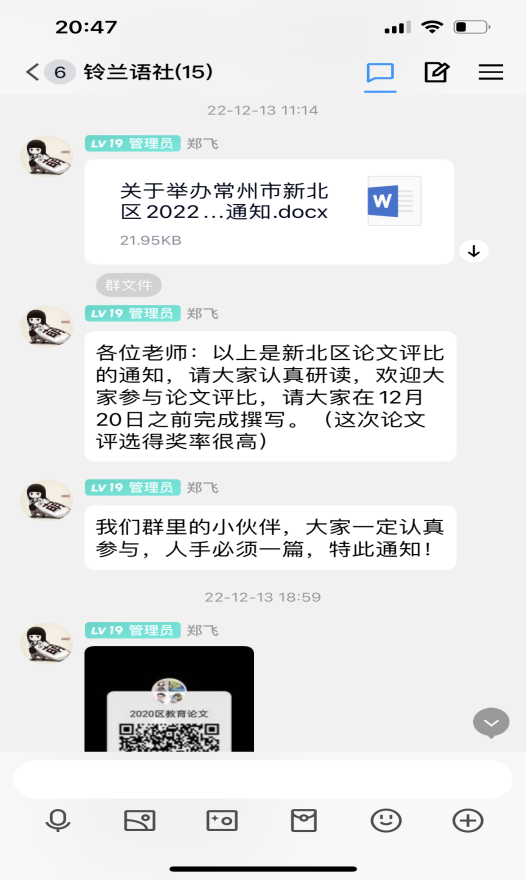 20:47
6 铃兰语社(15)
22-12-13 11:14
LV19 管理员 郑飞
关于举办常州市新北
区2022...通知.docx
W
21.95KB
群文件
LV19 管理员 郑飞
各位老师：以上是新北区论文评比
的通知，请大家认真研读，欢迎大
家参与论文评比，请大家在12月
20日之前完成撰写。（这次论文
评选得奖率很高）
LV19 管理员 郑飞
我们群里的小伙伴，大家一定认真
参与，人手必须一篇，特此通知！
22-12-13 18:59
LV19 管理员 郑飞
2020区教育论文